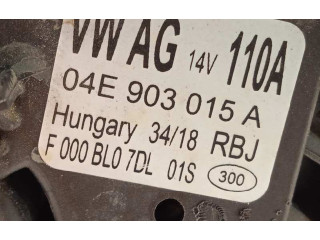 VW AG 14V 110A
04E 903 015 A
Hungary 34/18 RBJ
F 000 BL0 7DL 01S 300